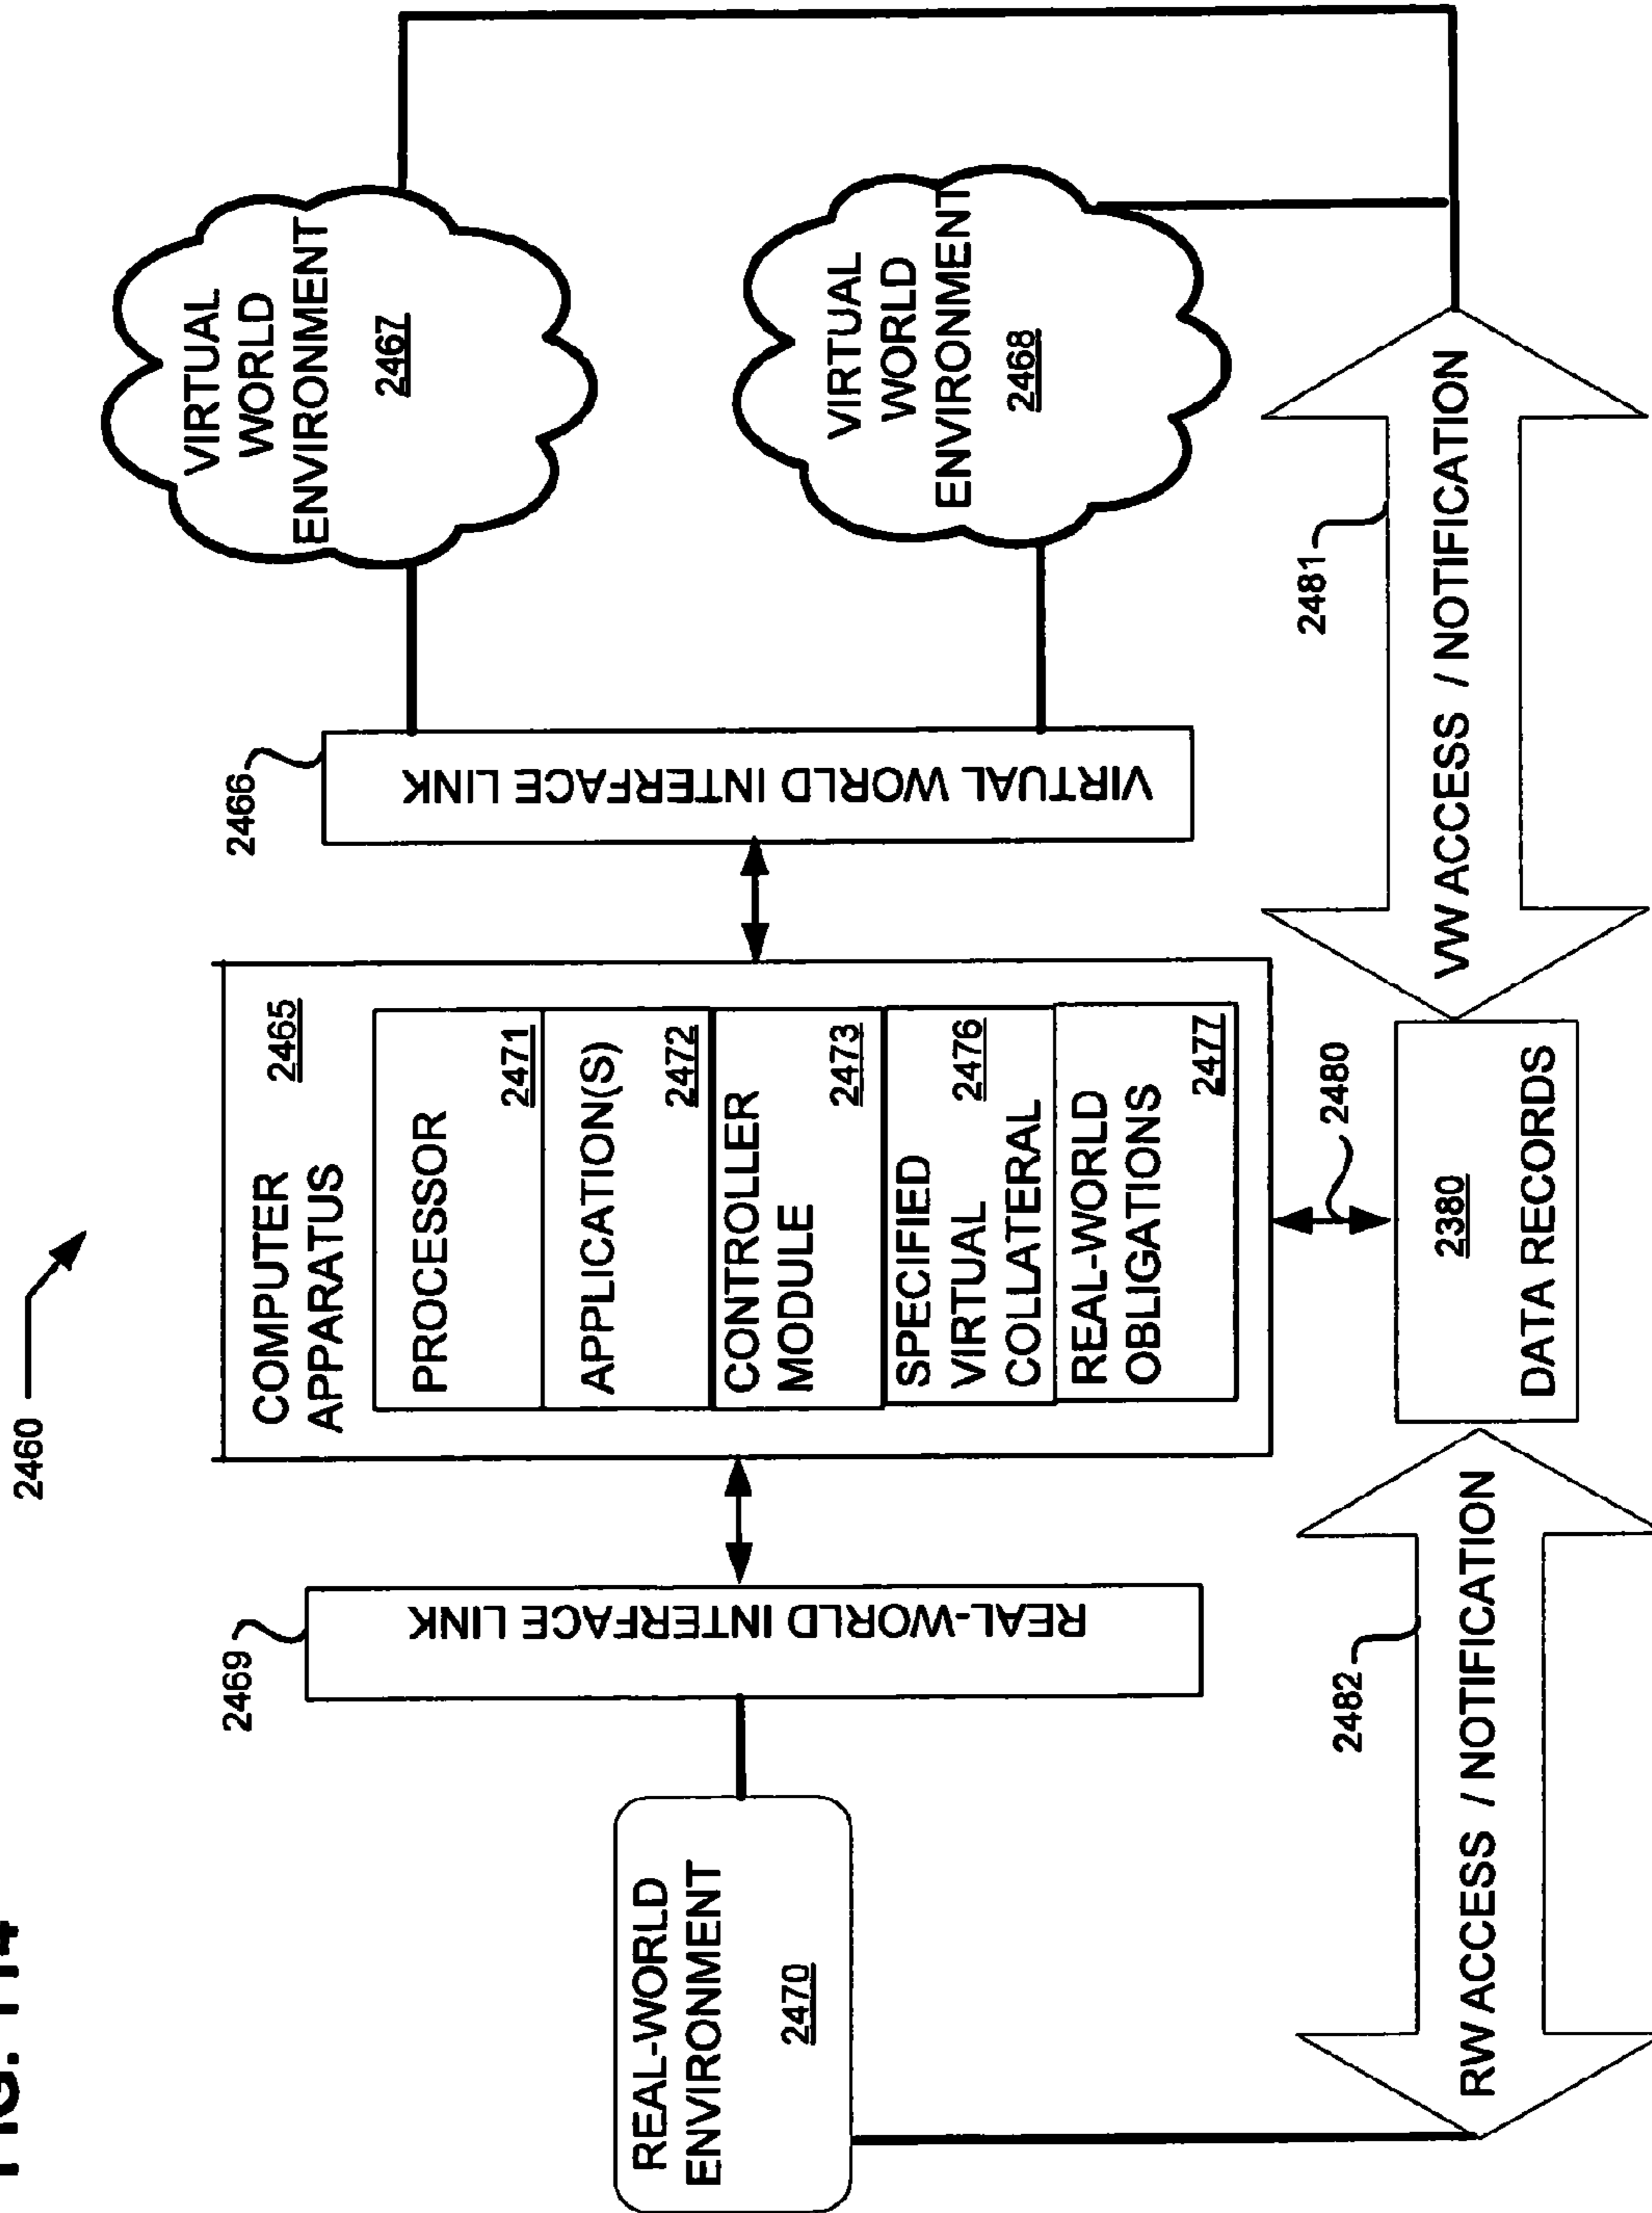 FIG. 114
2460
COMPUTER
APPARATUS
2465
PROCESSOR
2471
APPLICATION(S)
2472
CONTROLLER
MODULE
2473
SPECIFIED
VIRTUAL
COLLATERAL
2476
REAL-WORLD
OBLIGATIONS
2477
2469
REAL-WORLD INTERFACE LINK
2466
VIRTUAL WORLD INTERFACE LINK
VIRTUAL
WORLD
ENVIRONMENT
2467
VIRTUAL
WORLD
ENVIRONMENT
2468
REAL-WORLD
ENVIRONMENT
2470
2480
2482
RW ACCESS / NOTIFICATION
2380
DATA RECORDS
2481
VW ACCESS / NOTIFICATION